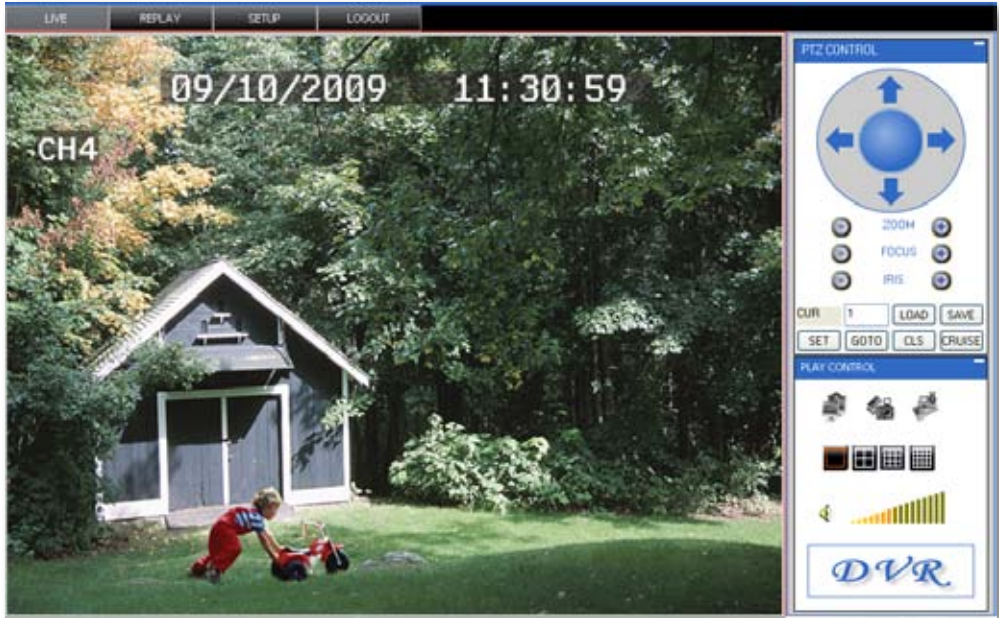 LIVE REPLAY SETUP LOGOUT
09/10/2009 11:30:59
CH4
PTZ CONTROL
ZOOM
FOCUS
IRIS
CUR 1 LOAD SAVE
SET GOTO CLS CRUISE
PLAY CONTROL
DVR